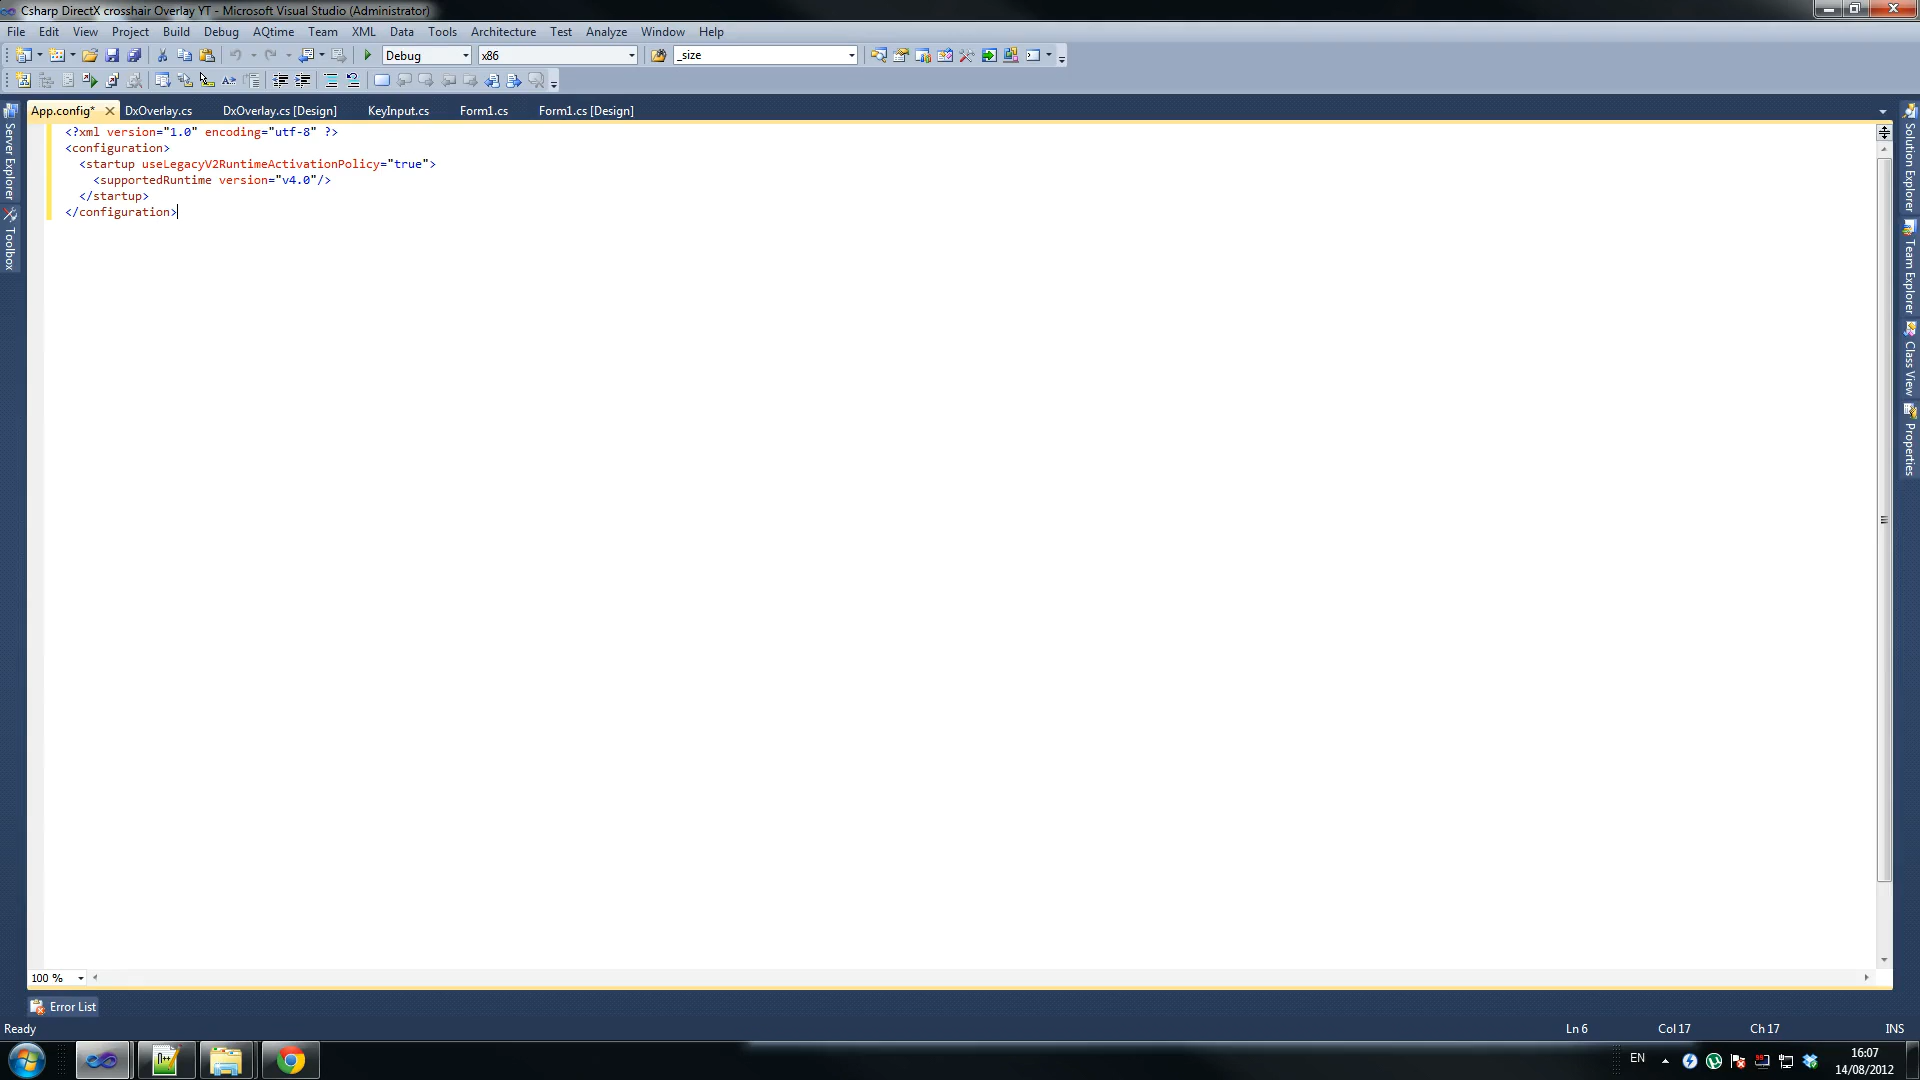 Csharp DirectX crosshair Overlay YT - Microsoft Visual Studio (Administrator)
File Edit View Project Build Debug AQtime Team XML Data Tools Architecture Test Analyze Window Help
Debug x86 _size
App.config* DxOverlay.cs DxOverlay.cs [Design] KeyInput.cs Form1.cs Form1.cs [Design]
<?xml version="1.0" encoding="utf-8" ?>
<configuration>
<startup useLegacyV2RuntimeActivationPolicy="true">
<supportedRuntime version="v4.0"/>
</startup>
</configuration>
Server Explorer
Toolbox
Solution Explorer
Team Explorer
Class View
Properties
100 %
Error List
Ready Ln 6 Col 17 Ch 17 INS
EN 16:07
14/08/2012